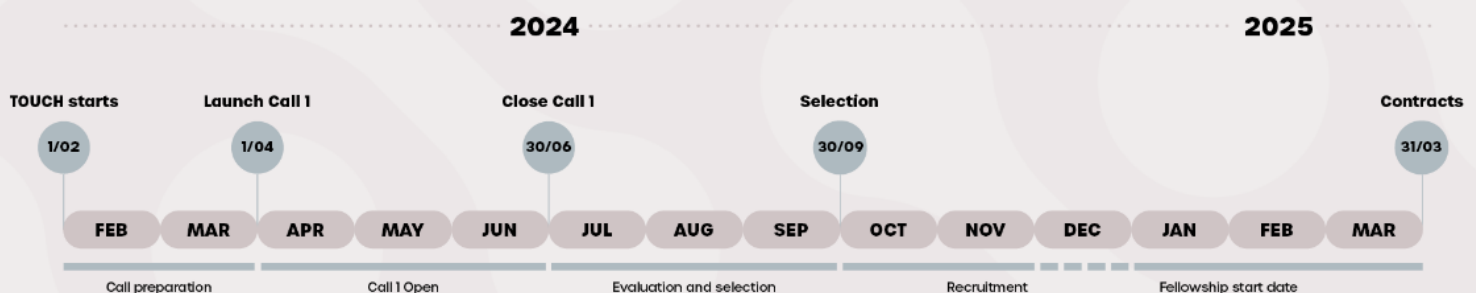 2024 2025
TOUCH starts Launch Call 1 Close Call 1 Selection Contracts
1/02 1/04 30/06 30/09 31/03
FEB MAR APR MAY JUN JUL AUG SEP OCT NOV DEC JAN FEB MAR
Call preparation Call 1 Open Evaluation and selection Recruitment Fellowship start date